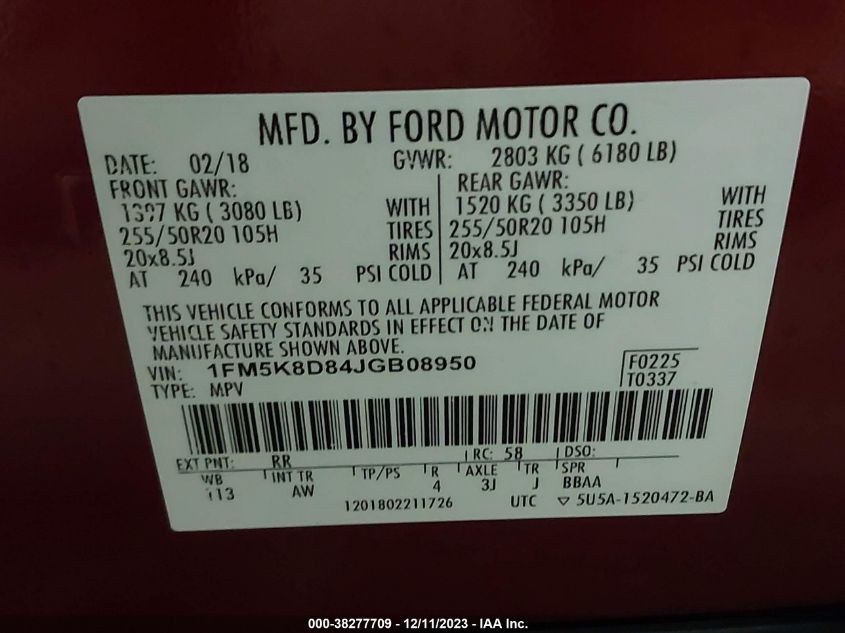 MFD. BY FORD MOTOR CO.
DATE: 02/18 GVWR: 2803 KG ( 6180 LB)
FRONT GAWR: REAR GAWR:
1397 KG ( 3080 LB) WITH 1520 KG ( 3350 LB) WITH
255/50R20 105H TIRES 255/50R20 105H TIRES
20x8.5J RIMS 20x8.5J RIMS
AT 240 kPa/ 35 PSI COLD AT 240 kPa/ 35 PSI COLD
THIS VEHICLE CONFORMS TO ALL APPLICABLE FEDERAL MOTOR
VEHICLE SAFETY STANDARDS IN EFFECT ON THE DATE OF
MANUFACTURE SHOWN ABOVE.
VIN: 1FM5K8D84JGB08950 F0225
TYPE: MPV T0337
EXT PNT: RR RC: 58 DSO:
WB INT TR TP/PS R AXLE TR SPR
113 AW 4 3J J BBAA
1201802211726 UTC ▽ 5U5A-1520472-BA
000-38277709 - 12/11/2023 - IAA Inc.